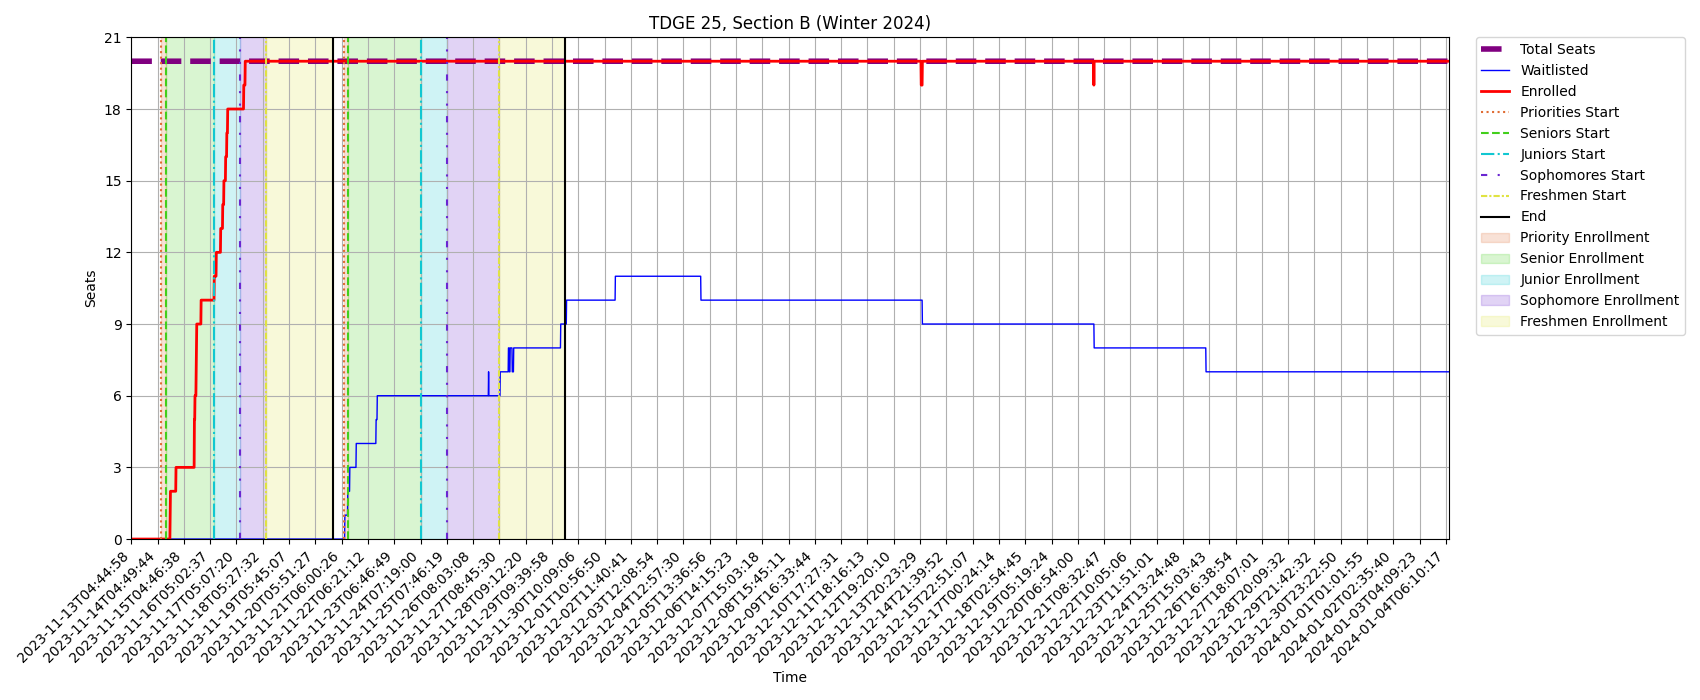 TDGE 25, Section B (Winter 2024)
Seats
21
18
15
12
9
6
3
0
2023-11-13T04:44:58
2023-11-14T04:49:44
2023-11-15T04:46:38
2023-11-16T05:02:37
2023-11-17T05:07:20
2023-11-18T05:27:32
2023-11-19T05:45:07
2023-11-20T05:51:27
2023-11-21T06:00:26
2023-11-22T06:21:12
2023-11-23T06:46:49
2023-11-24T07:19:00
2023-11-25T07:46:19
2023-11-26T08:03:08
2023-11-27T08:45:30
2023-11-28T09:12:20
2023-11-29T09:39:58
2023-11-30T10:09:06
2023-12-01T10:56:50
2023-12-02T11:40:41
2023-12-03T12:08:54
2023-12-04T12:57:30
2023-12-05T13:36:56
2023-12-06T14:15:23
2023-12-07T15:03:18
2023-12-08T15:45:11
2023-12-09T16:33:44
2023-12-10T17:27:31
2023-12-11T18:16:13
2023-12-12T19:20:10
2023-12-13T20:23:29
2023-12-14T21:39:52
2023-12-15T22:51:07
2023-12-17T00:24:14
2023-12-18T02:54:45
2023-12-19T05:19:24
2023-12-20T06:54:00
2023-12-21T08:32:47
2023-12-22T10:05:06
2023-12-23T11:51:01
2023-12-24T13:24:48
2023-12-25T15:03:43
2023-12-26T16:38:54
2023-12-27T18:07:01
2023-12-28T20:09:32
2023-12-29T21:42:32
2023-12-30T23:22:50
2024-01-01T01:01:55
2024-01-02T02:35:40
2024-01-03T04:09:23
2024-01-04T06:10:17
Time
Total Seats
Waitlisted
Enrolled
Priorities Start
Seniors Start
Juniors Start
Sophomores Start
Freshmen Start
End
Priority Enrollment
Senior Enrollment
Junior Enrollment
Sophomore Enrollment
Freshmen Enrollment